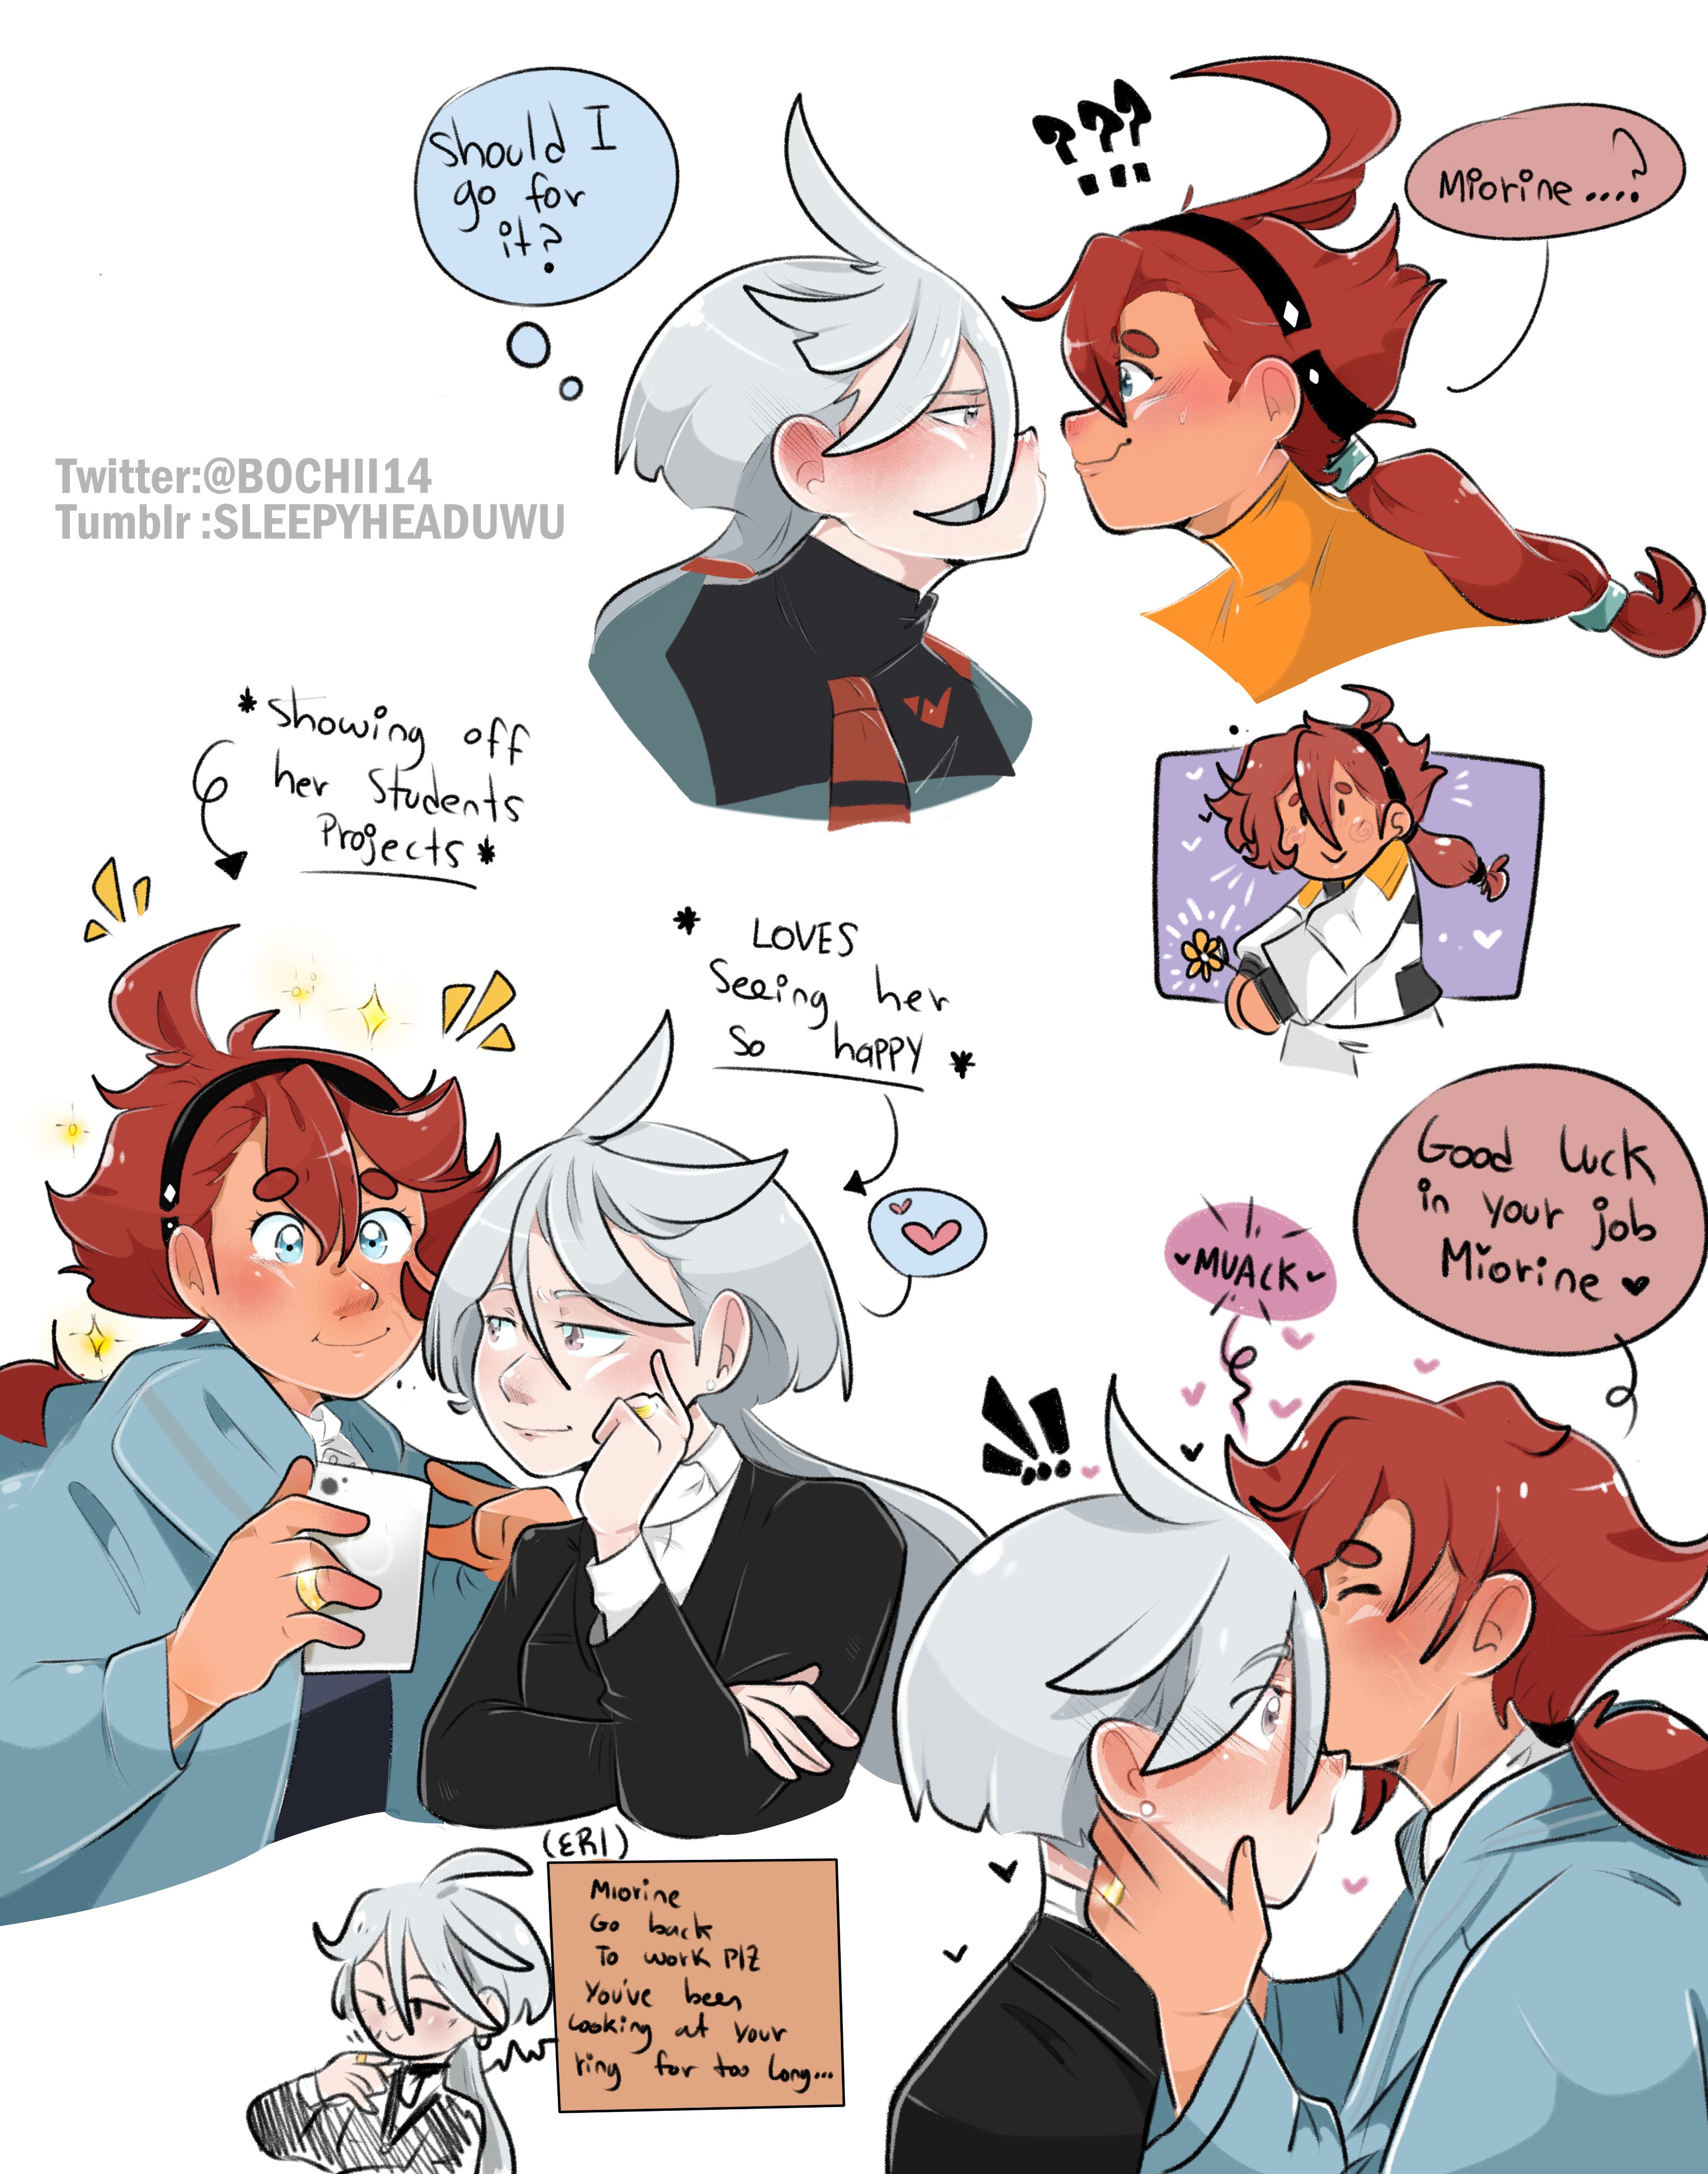 Should I
go for
it?
???
Miorine ....?
Twitter:@BOCHII14
Tumblr :SLEEPYHEADUWU
*Showing off
her Students
Projects*
* LOVES
Seeing her
So happy *
Good luck
in your job
Miorine ♥
MUACK
!!...
(ERI)
Miorine
Go back
To work Plz
You've been
Looking at your
ring for too long...